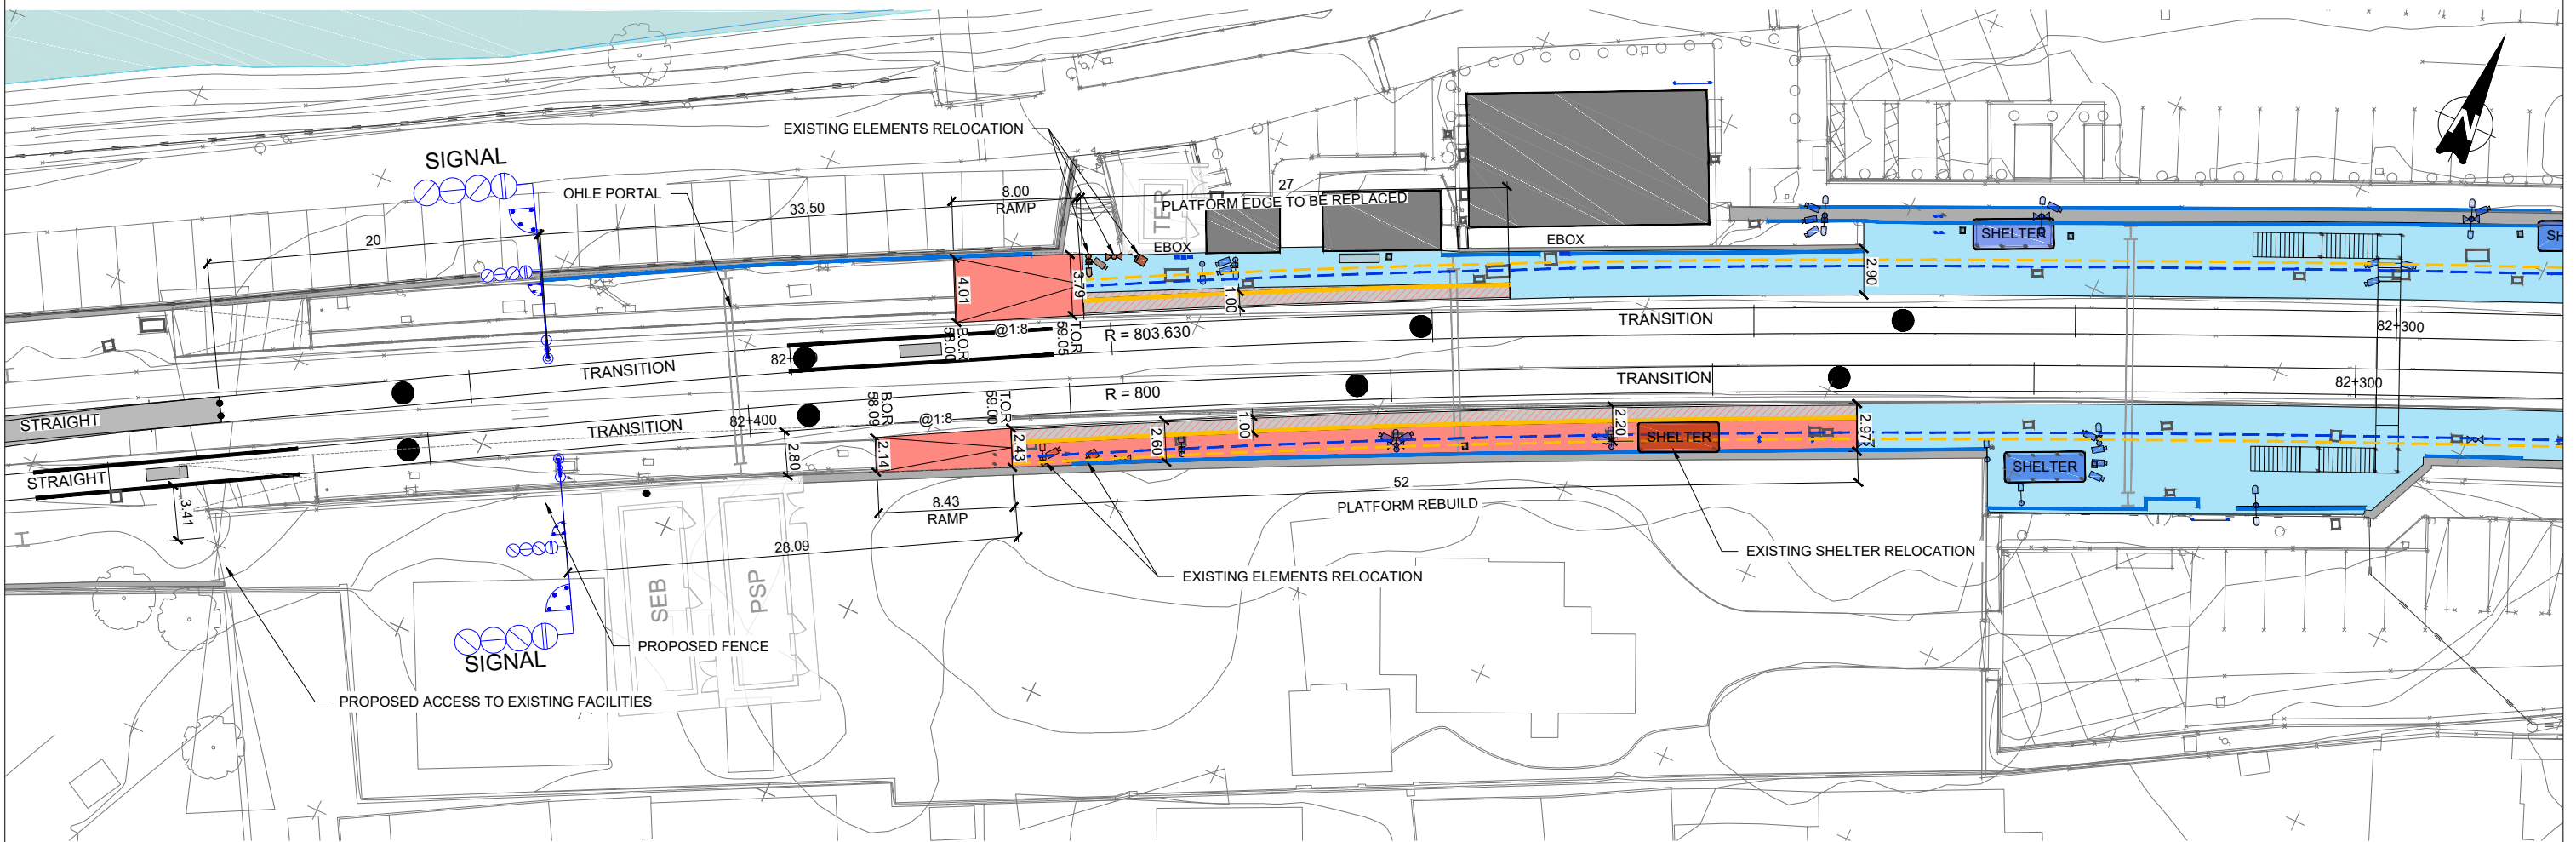 EXISTING ELEMENTS RELOCATION
SIGNAL
OHLE PORTAL
8.00
RAMP
27
PLATFORM EDGE TO BE REPLACED
TER
33.50
20
EBOX
EBOX
SHELTER
SH
N
4.01
3.79
1.00
2.90
B.O.R
58.00
@1:8
T.O.R
59.05
R = 803.630
TRANSITION
82+300
82+
TRANSITION
R = 800
TRANSITION
82+300
STRAIGHT
TRANSITION
82+400
B.O.R
58.09
@1:8
T.O.R
59.00
2.80
2.14
2.43
2.60
1.00
2.20
SHELTER
2.975
SHELTER
STRAIGHT
3.41
8.43
RAMP
52
PLATFORM REBUILD
28.09
EXISTING SHELTER RELOCATION
EXISTING ELEMENTS RELOCATION
SEB
PSP
SIGNAL
PROPOSED FENCE
PROPOSED ACCESS TO EXISTING FACILITIES